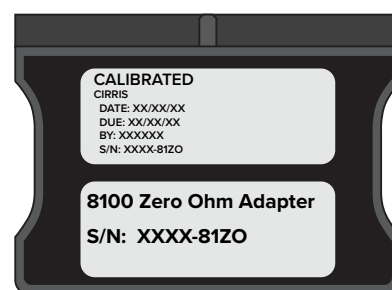 CALIBRATED
CIRRIS
DATE: XX/XX/XX
DUE: XX/XX/XX
BY: XXXXXX
S/N: XXXX-81ZO
8100 Zero Ohm Adapter
S/N: XXXX-81ZO